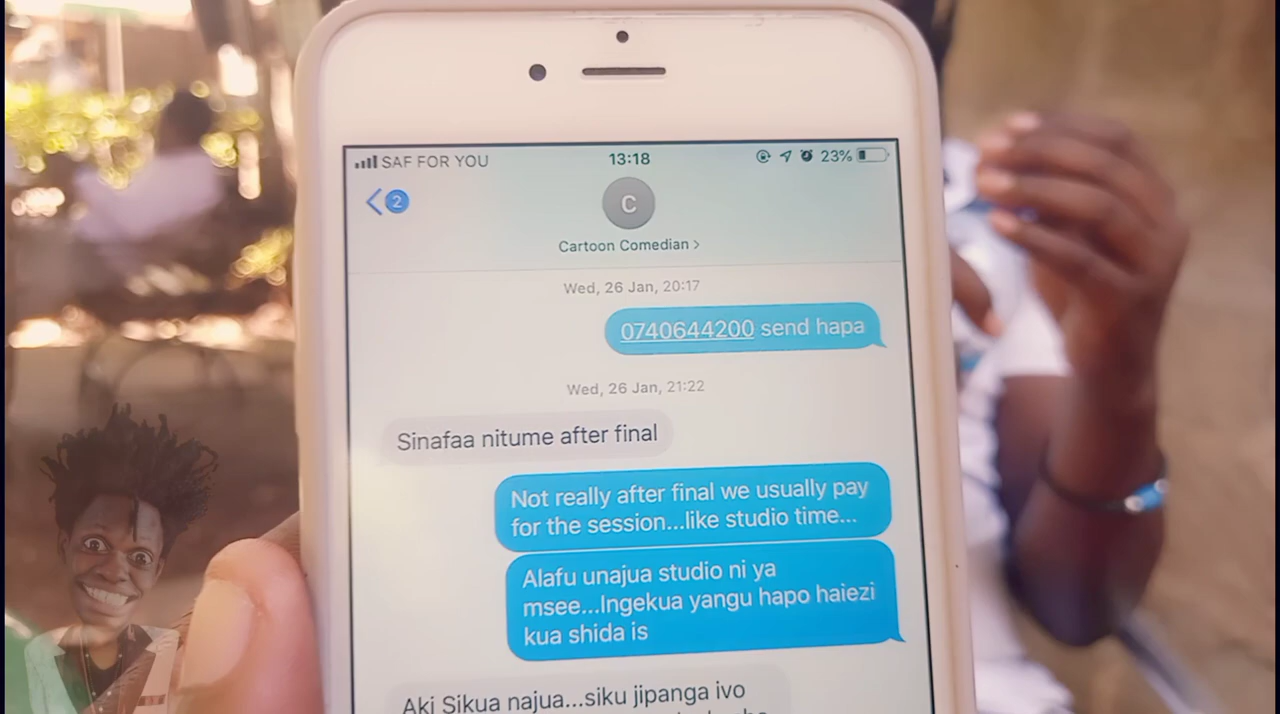 SAF FOR YOU 13:18 23%
2
C
Cartoon Comedian >
Wed, 26 Jan, 20:17
0740644200 send hapa
Wed, 26 Jan, 21:22
Sinafaa nitume after final
Not really after final we usually pay
for the session...like studio time...
Alafu unajua studio ni ya
msee...Ingekua yangu hapo haiezi
kua shida is
Aki Sikua najua...siku jipanga ivo